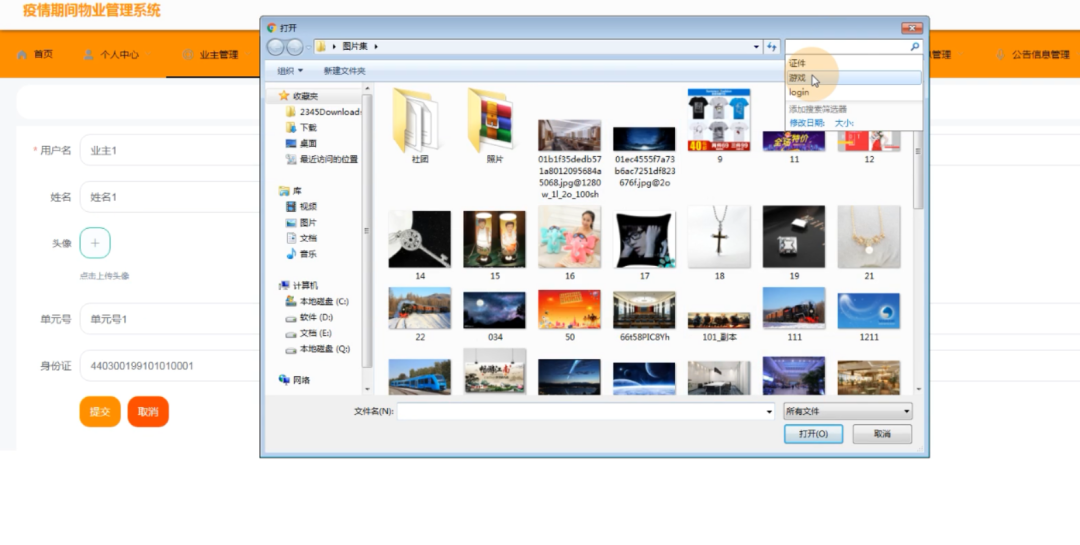 疫情期间物业管理系统
首页
个人中心
业主管理
管理
公告信息管理
* 用户名
业主1
姓名
姓名1
头像
点击上传头像
单元号
单元号1
身份证
440300199101010001
提交
取消
打开
图片集
组织
新建文件夹
证件
游戏
login
添加搜索筛选器
修改日期:
大小:
收藏夹
2345Download
下载
桌面
最近访问的位置
库
视频
图片
文档
音乐
计算机
本地磁盘 (C:)
软件 (D:)
文档 (E:)
本地磁盘 (Q:)
网络
社团
照片
01b1f35dedb57
1a8012095684a
5068.jpg@1280
w_1l_2o_100sh
01ec4555f7a73
b6ac7251df823
676f.jpg@2o
9
11
12
14
15
16
17
18
19
21
22
034
50
66t58PIC8Yh
101_副本
111
1211
文件名(N):
所有文件
打开(O)
取消